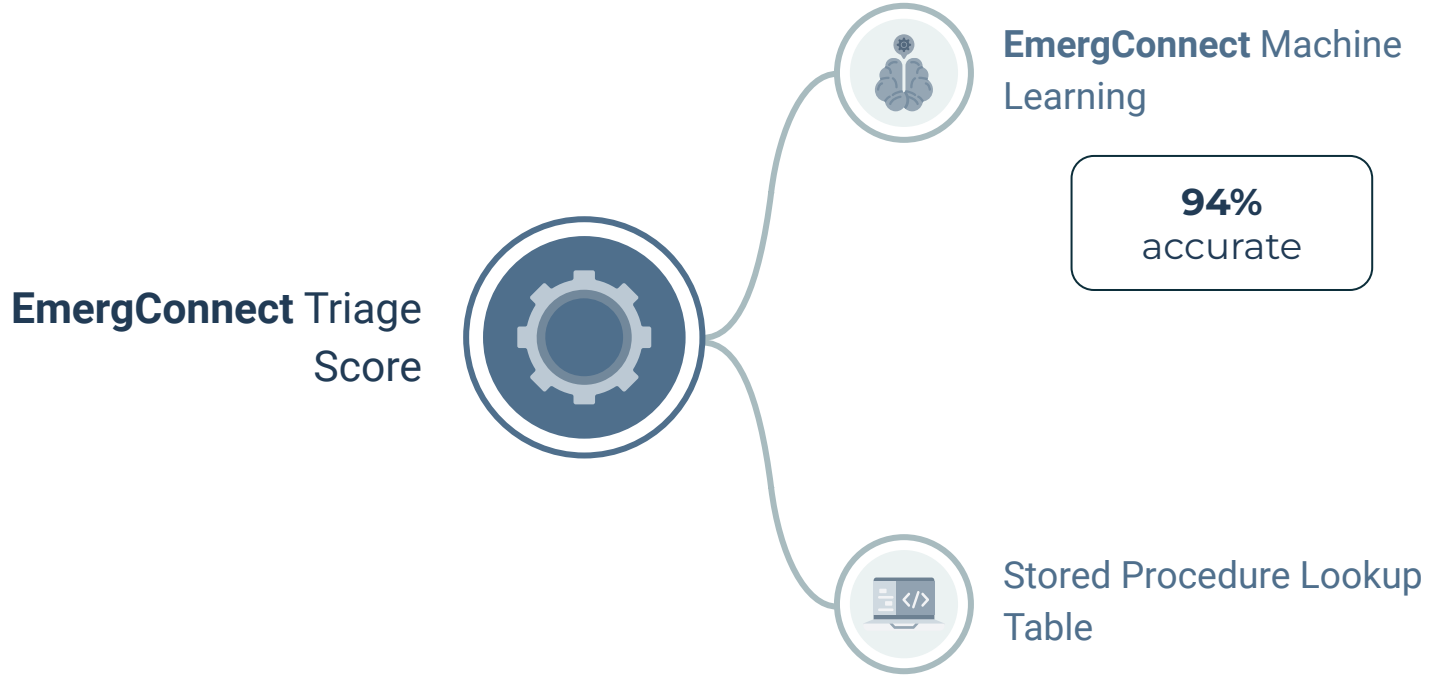 EmergConnect Machine
Learning
94%
accurate
EmergConnect Triage
Score
</>
Stored Procedure Lookup
Table